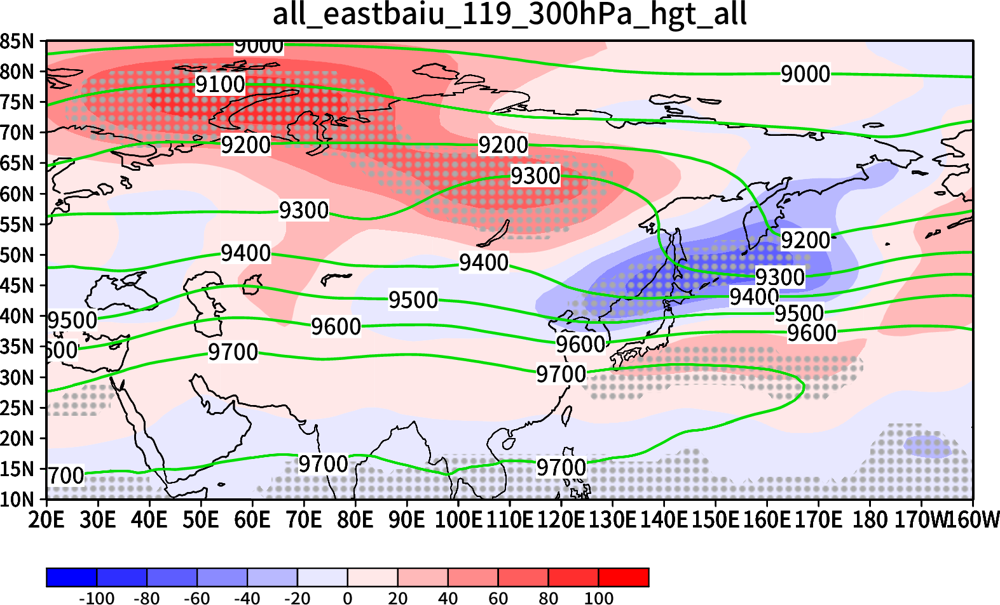 all_eastbaiu_119_300hPa_hgt_all
85N
80N
75N
70N
65N
60N
55N
50N
45N
40N
35N
30N
25N
20N
15N
10N
9000
9000
9100
9200
9200
9300
9300
9200
9400
9400
9300
9400
9500
9500
9500
9600
9600
9600
600
9700
9700
9700
9700
700
20E 30E 40E 50E 60E 70E 80E 90E 100E 110E 120E 130E 140E 150E 160E 170E 180 170W 160W
-100 -80 -60 -40 -20 0 20 40 60 80 100